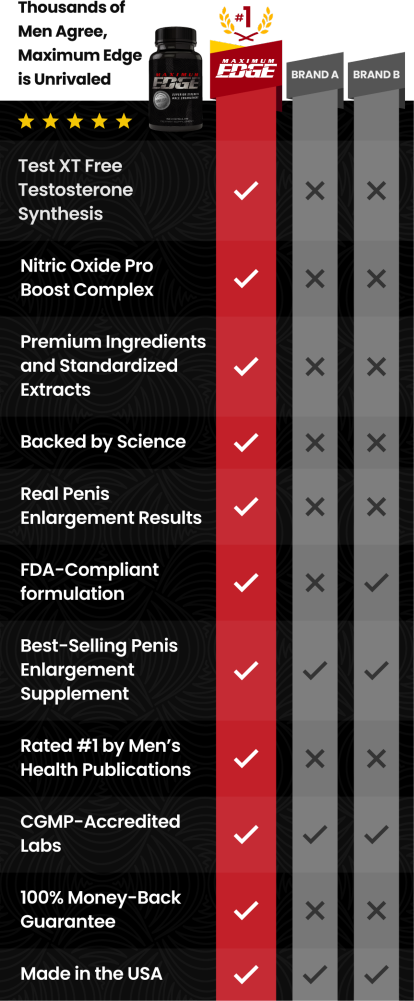 Thousands of
Men Agree,
Maximum Edge
is Unrivaled
MAXIMUM
EDGE
#1
MAXIMUM
EDGE
BRAND A
BRAND B
Test XT Free
Testosterone
Synthesis
Nitric Oxide Pro
Boost Complex
Premium Ingredients
and Standardized
Extracts
Backed by Science
Real Penis
Enlargement Results
FDA-Compliant
formulation
Best-Selling Penis
Enlargement
Supplement
Rated #1 by Men’s
Health Publications
CGMP-Accredited
Labs
100% Money-Back
Guarantee
Made in the USA